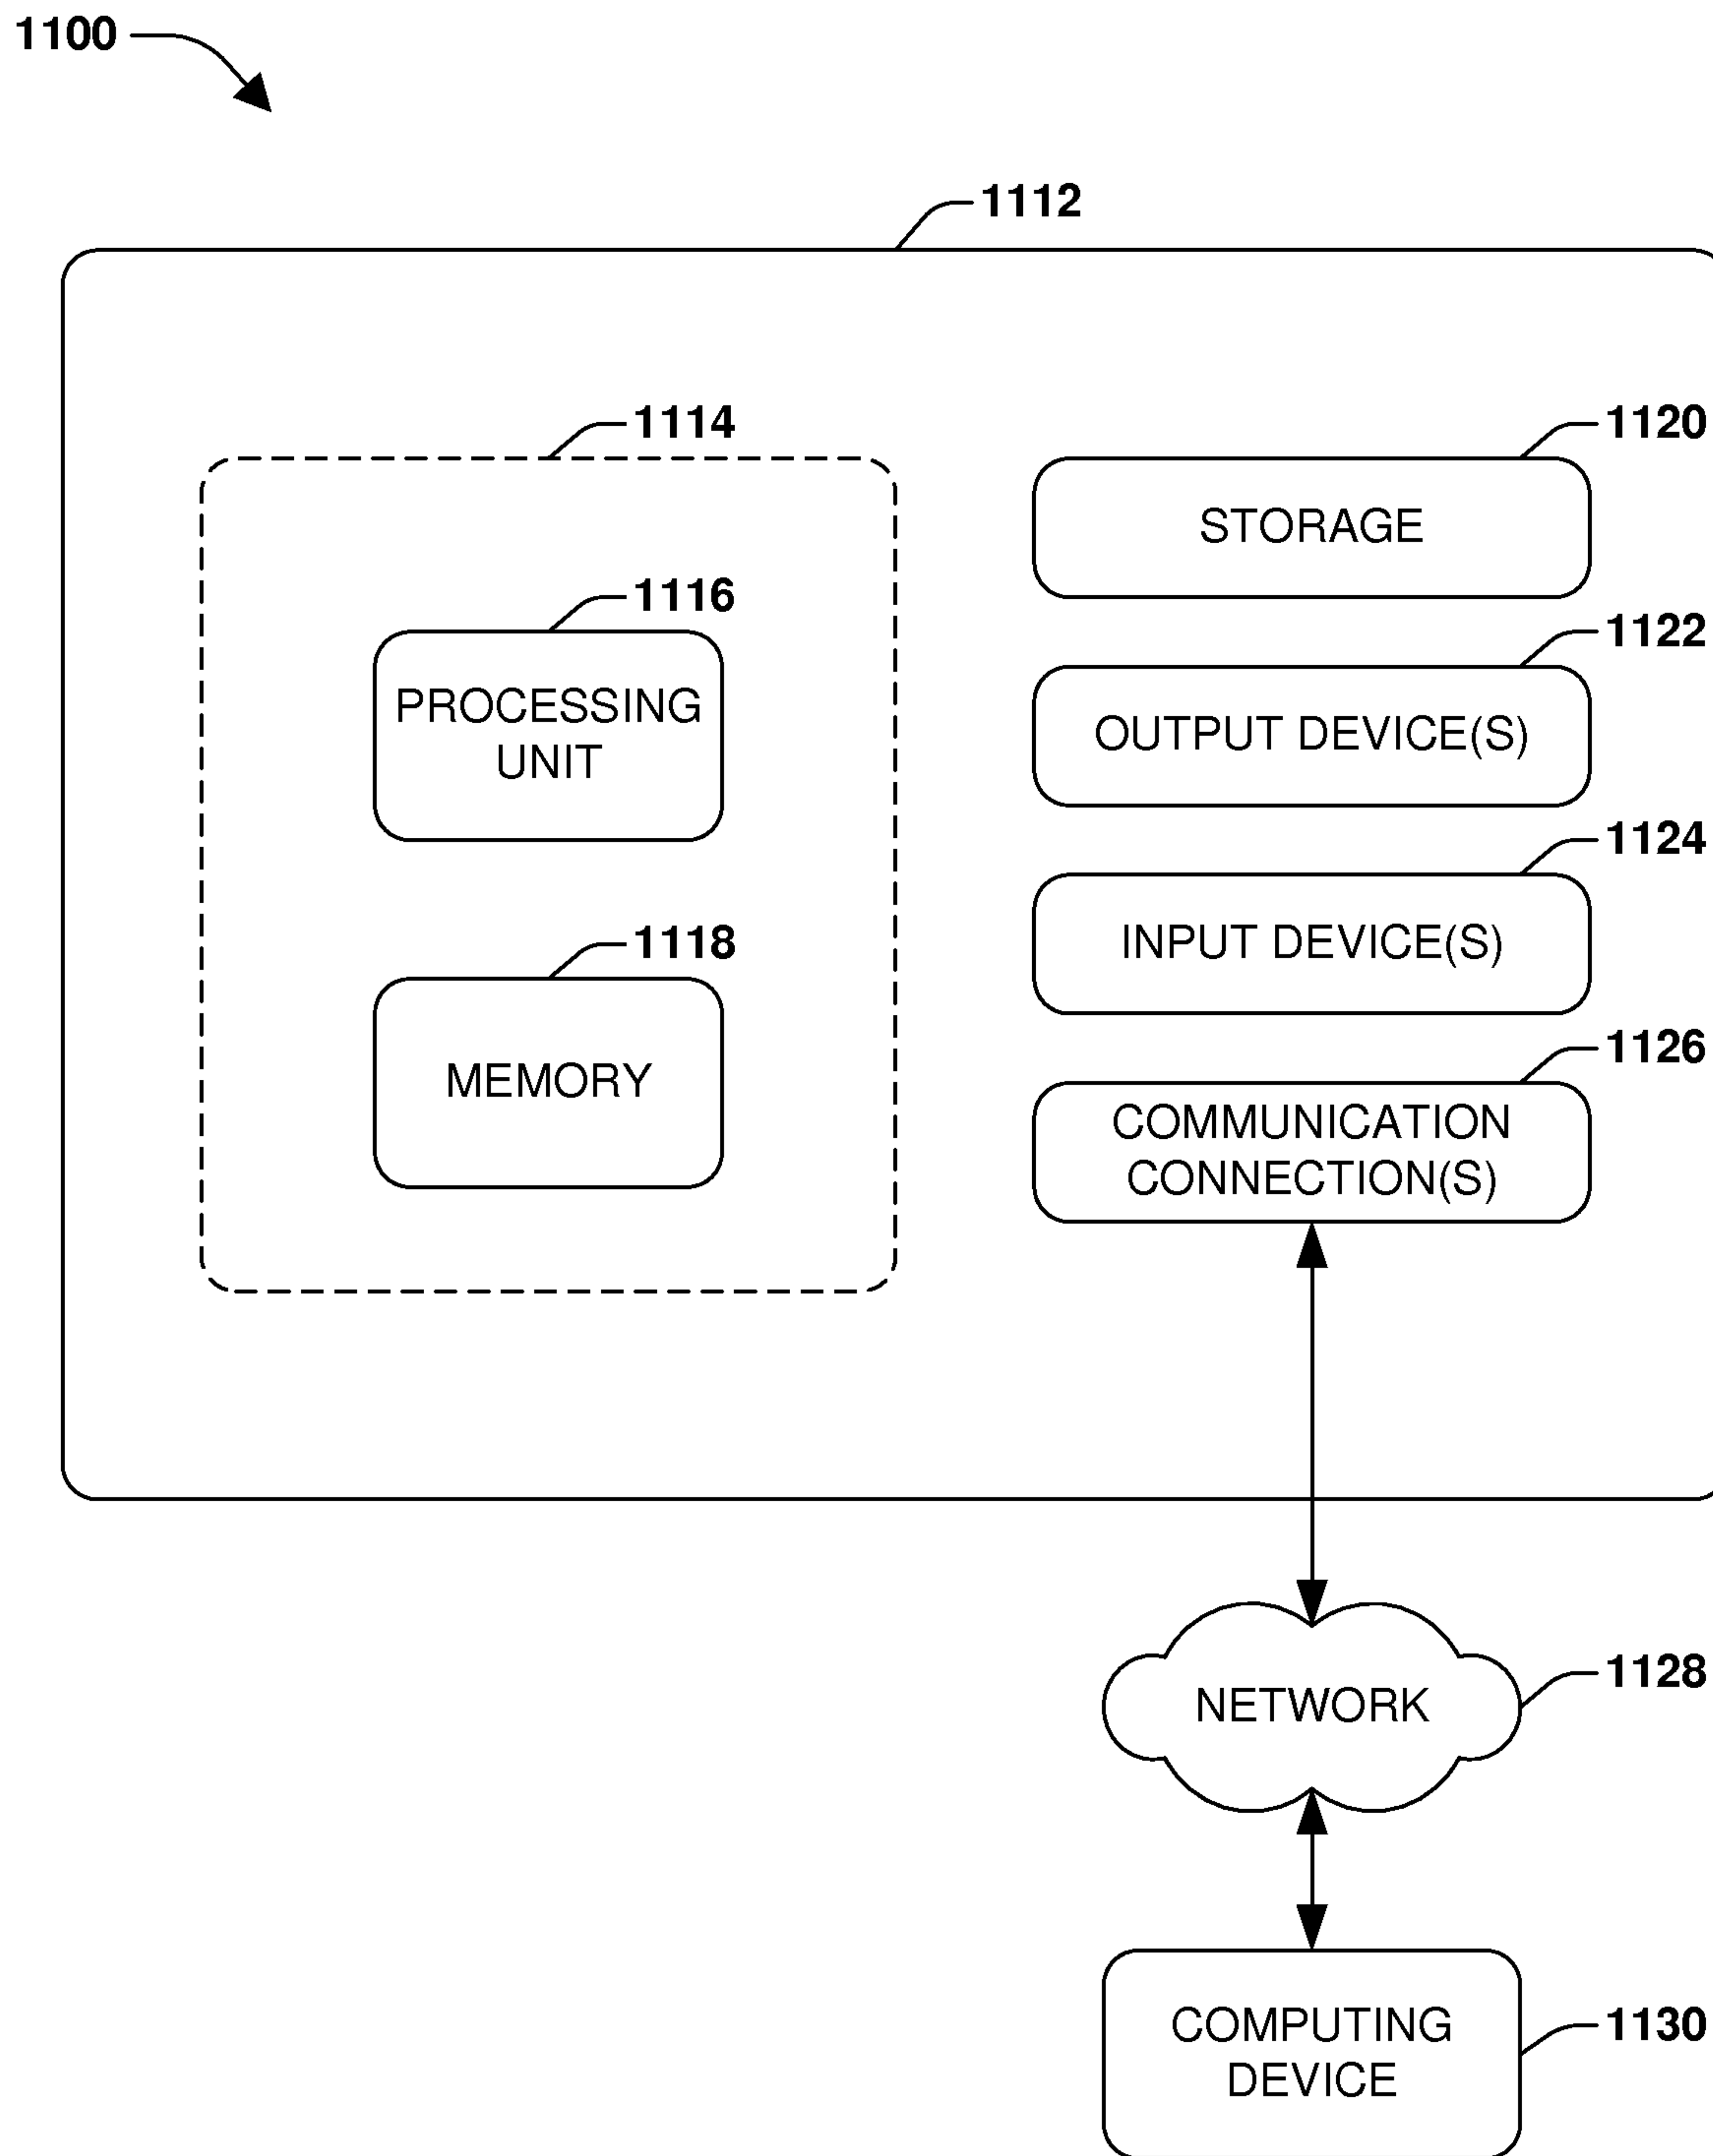 1100
1112
1114
1120
STORAGE
1116
1122
PROCESSING
UNIT
OUTPUT DEVICE(S)
1124
1118
INPUT DEVICE(S)
1126
MEMORY
COMMUNICATION
CONNECTION(S)
1128
NETWORK
1130
COMPUTING
DEVICE